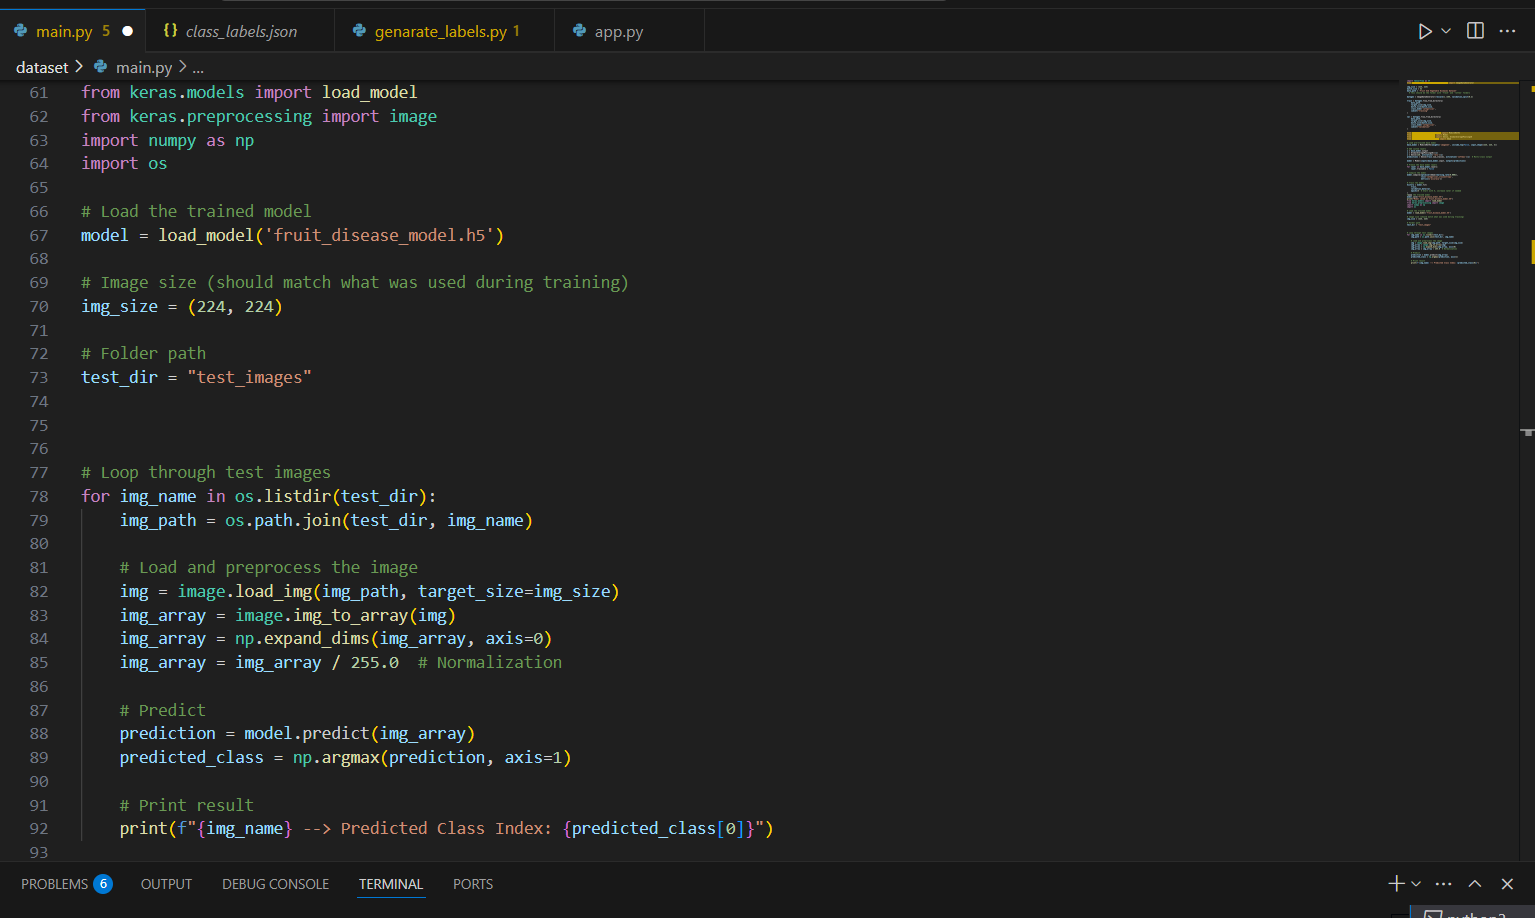 main.py 5 class_labels.json genarate_labels.py 1 app.py
dataset > main.py > ...
61 from keras.models import load_model
62 from keras.preprocessing import image
63 import numpy as np
64 import os
65
66 # Load the trained model
67 model = load_model('fruit_disease_model.h5')
68
69 # Image size (should match what was used during training)
70 img_size = (224, 224)
71
72 # Folder path
73 test_dir = "test_images"
74
75
76
77 # Loop through test images
78 for img_name in os.listdir(test_dir):
79     img_path = os.path.join(test_dir, img_name)
80
81     # Load and preprocess the image
82     img = image.load_img(img_path, target_size=img_size)
83     img_array = image.img_to_array(img)
84     img_array = np.expand_dims(img_array, axis=0)
85     img_array = img_array / 255.0  # Normalization
86
87     # Predict
88     prediction = model.predict(img_array)
89     predicted_class = np.argmax(prediction, axis=1)
90
91     # Print result
92     print(f"{img_name} --> Predicted Class Index: {predicted_class[0]}")
93
PROBLEMS 6 OUTPUT DEBUG CONSOLE TERMINAL PORTS